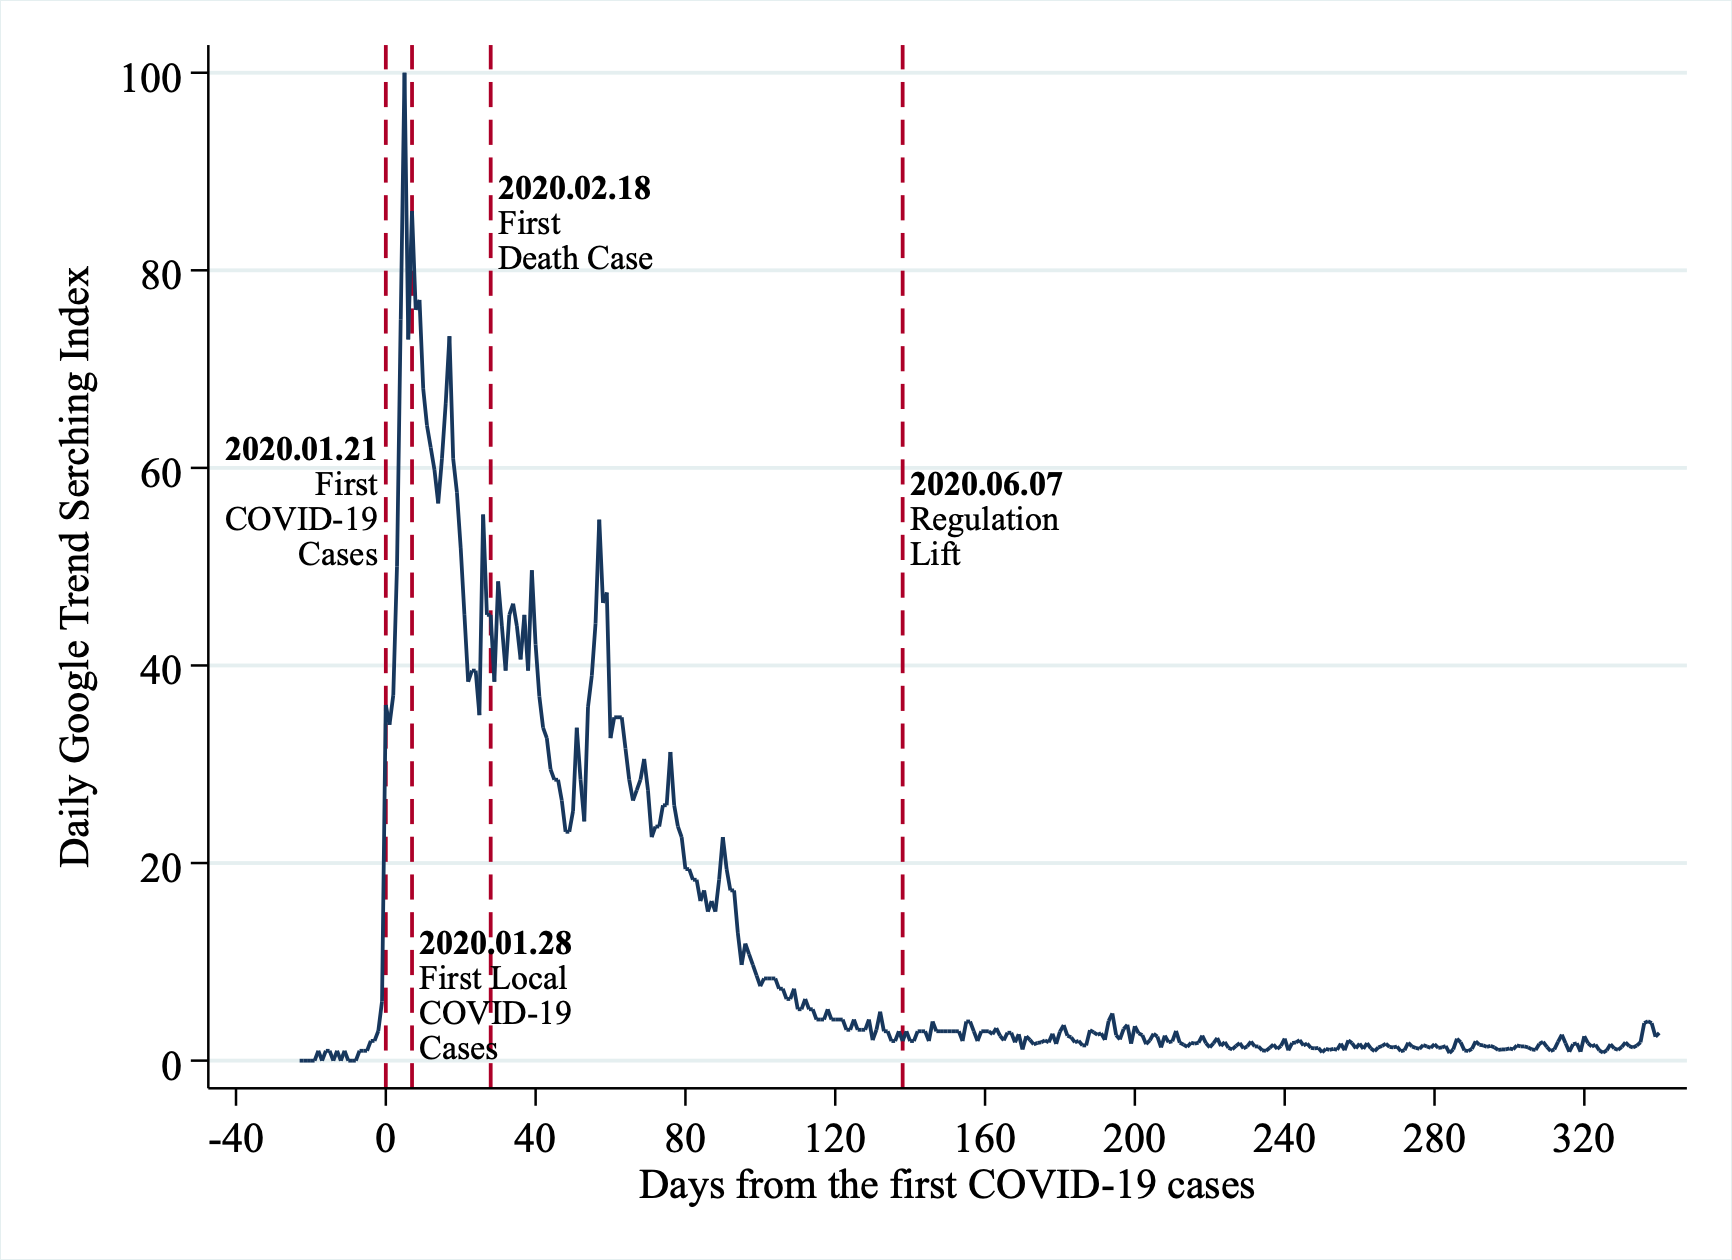 Daily Google Trend Serching Index
100
80
60
40
20
0
2020.02.18
First
Death Case
2020.01.21
First
COVID-19
Cases
2020.06.07
Regulation
Lift
2020.01.28
First Local
COVID-19
Cases
-40 0 40 80 120 160 200 240 280 320
Days from the first COVID-19 cases